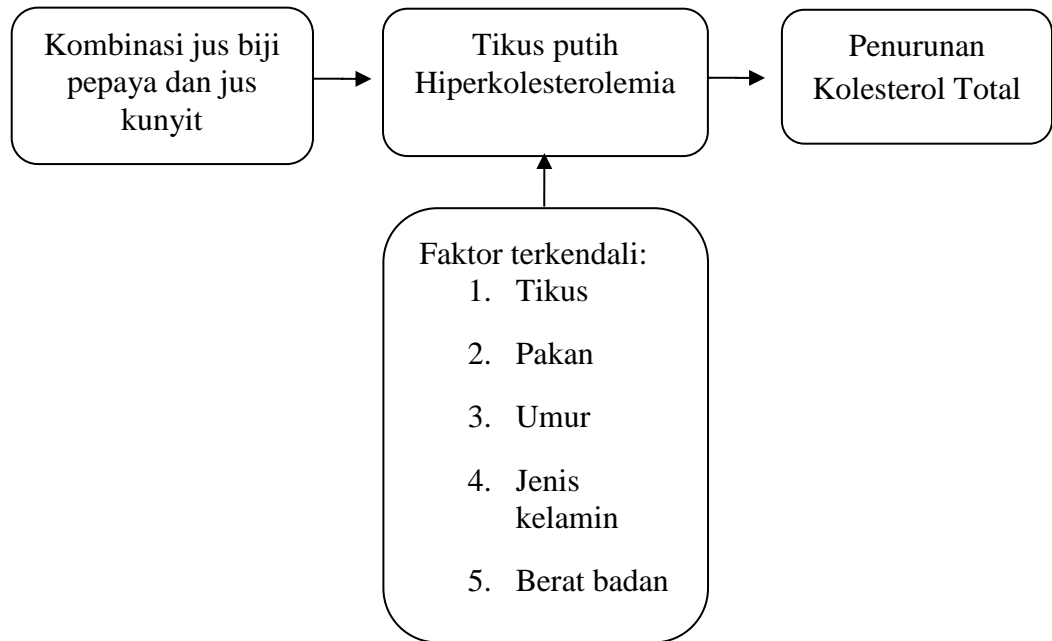 Kombinasi jus biji
pepaya dan jus
kunyit
Tikus putih
Hiperkolesterolemia
Penurunan
Kolesterol Total
Faktor terkendali:
1. Tikus
2. Pakan
3. Umur
4. Jenis
kelamin
5. Berat badan